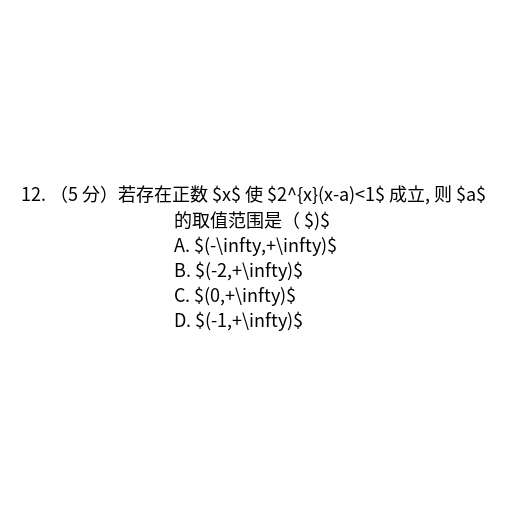 12. （5 分）若存在正数 $x$ 使 $2^{x}(x-a)<1$ 成立, 则 $a$
的取值范围是（ $)$
A. $(-\infty,+\infty)$
B. $(-2,+\infty)$
C. $(0,+\infty)$
D. $(-1,+\infty)$